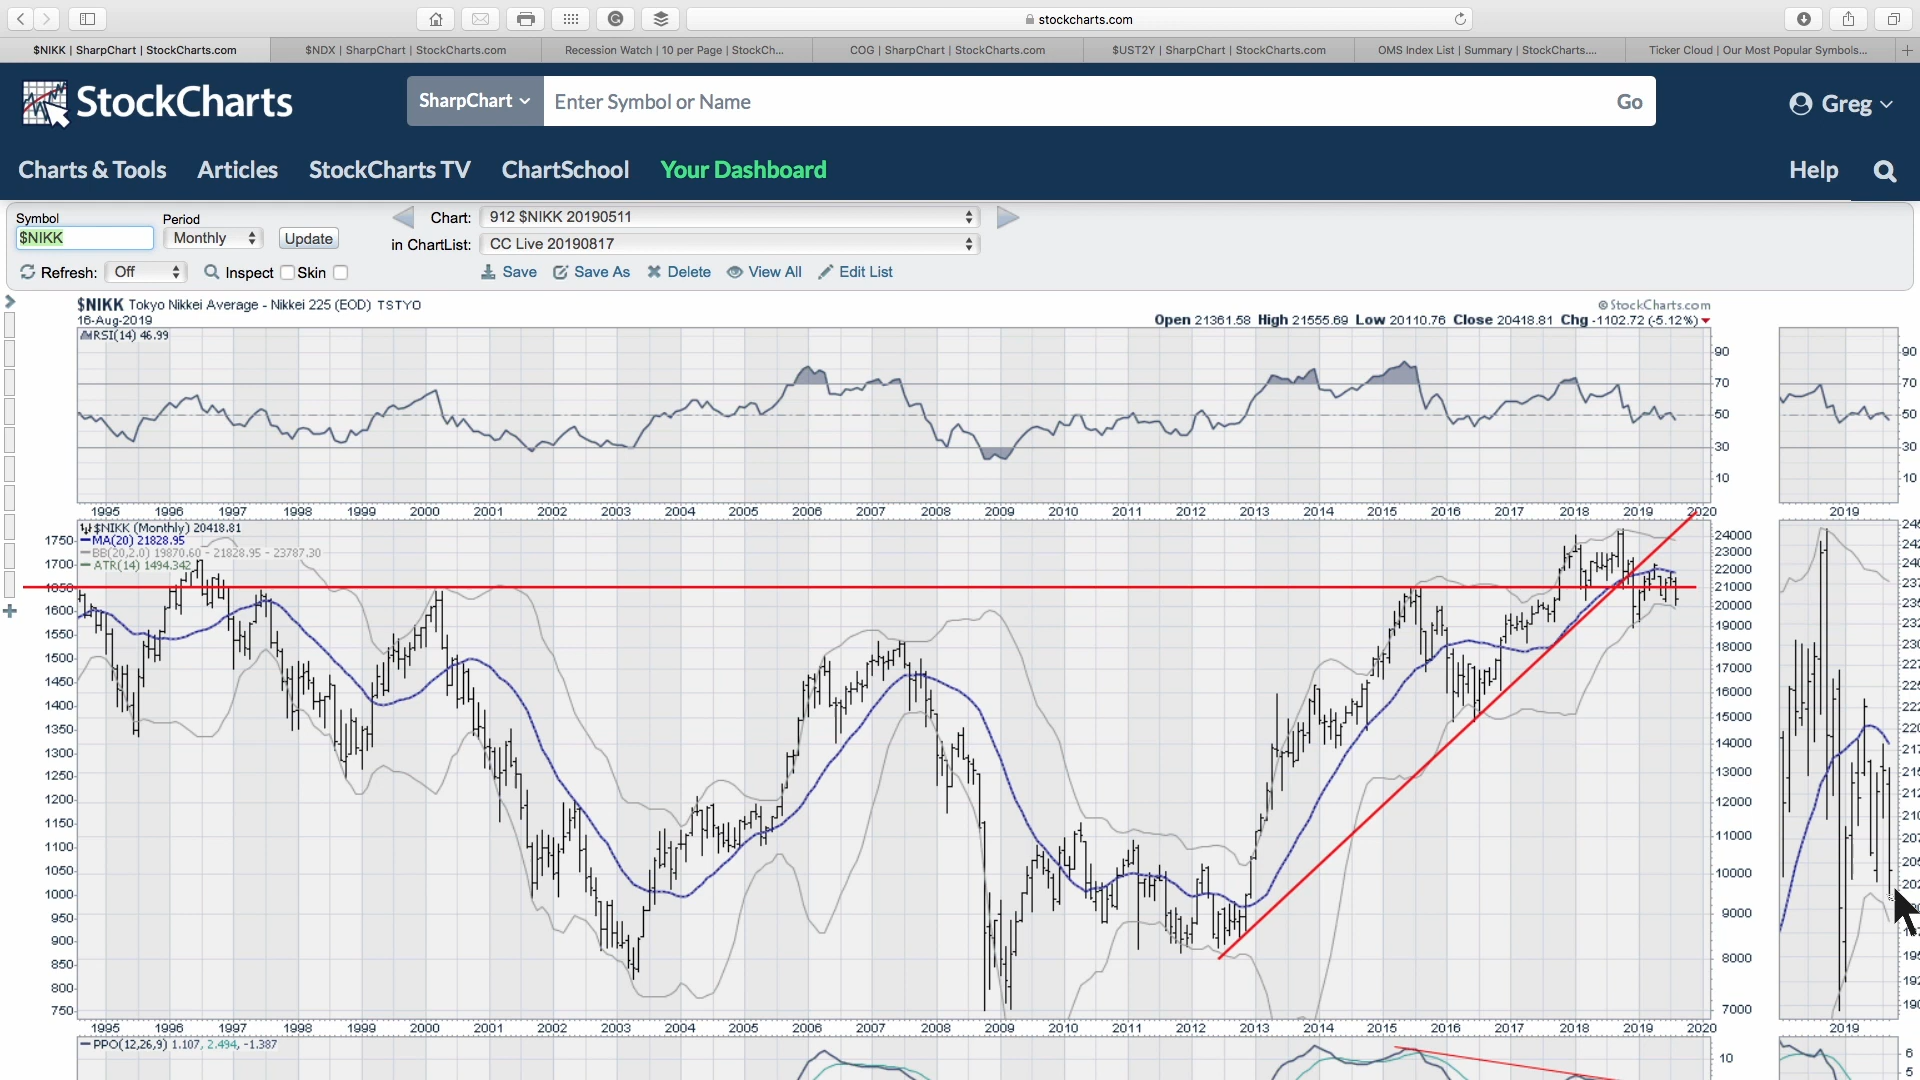 stockcharts.com
$NIKK | SharpChart | StockCharts.com
$NDX | SharpChart | StockCharts.com
Recession Watch | 10 per Page | StockCh...
COG | SharpChart | StockCharts.com
$UST2Y | SharpChart | StockCharts.com
OMS Index List | Summary | StockCharts....
Ticker Cloud | Our Most Popular Symbols...
StockCharts
SharpChart
Enter Symbol or Name
Go
Greg
Charts & Tools
Articles
StockCharts TV
ChartSchool
Your Dashboard
Help
Symbol
Period
Chart: 912 $NIKK 20190511
$NIKK
Monthly
Update
in ChartList: CC Live 20190817
Refresh: Off
Inspect
Skin
Save
Save As
Delete
View All
Edit List
$NIKK Tokyo Nikkei Average - Nikkei 225 (EOD) TSTYO
© StockCharts.com
16-Aug-2019
Open 21361.58 High 21555.69 Low 20110.76 Close 20418.81 Chg -1102.72 (-5.12%)
RSI(14) 46.99
90
70
50
30
10
90
70
50
30
10
1995 1996 1997 1998 1999 2000 2001 2002 2003 2004 2005 2006 2007 2008 2009 2010 2011 2012 2013 2014 2015 2016 2017 2018 2019 2020
2019
$NIKK (Monthly) 20418.81
MA(20) 21828.95
BB(20,2.0) 19870.60 - 21828.95 - 23787.30
ATR(14) 1494.342
1750
1700
1650
1600
1550
1500
1450
1400
1350
1300
1250
1200
1150
1100
1050
1000
950
900
850
800
750
24000
23000
22000
21000
20000
19000
18000
17000
16000
15000
14000
13000
12000
11000
10000
9000
8000
7000
1995 1996 1997 1998 1999 2000 2001 2002 2003 2004 2005 2006 2007 2008 2009 2010 2011 2012 2013 2014 2015 2016 2017 2018 2019 2020
2019
PPO(12,26,9) 1.107, 2.494, -1.387
10
6
5